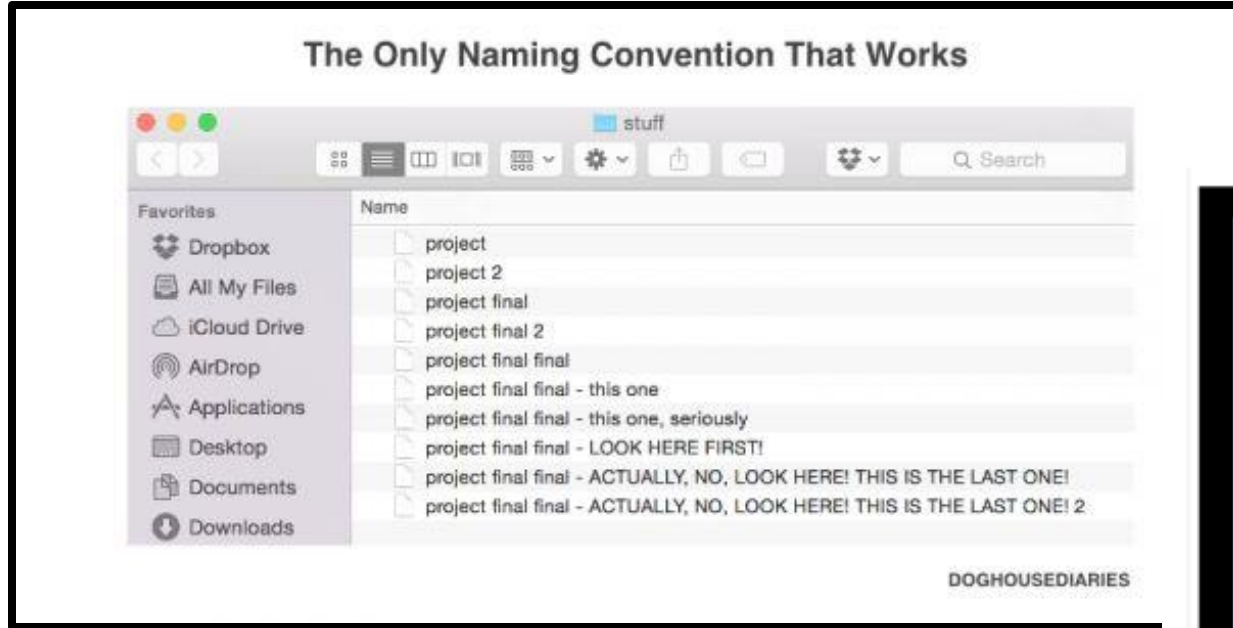 The Only Naming Convention That Works
stuff
Search
Favorites
Dropbox
All My Files
iCloud Drive
AirDrop
Applications
Desktop
Documents
Downloads
Name
project
project 2
project final
project final 2
project final final
project final final - this one
project final final - this one, seriously
project final final - LOOK HERE FIRST!
project final final - ACTUALLY, NO, LOOK HERE! THIS IS THE LAST ONE!
project final final - ACTUALLY, NO, LOOK HERE! THIS IS THE LAST ONE! 2
DOGHOUSEDIARIES